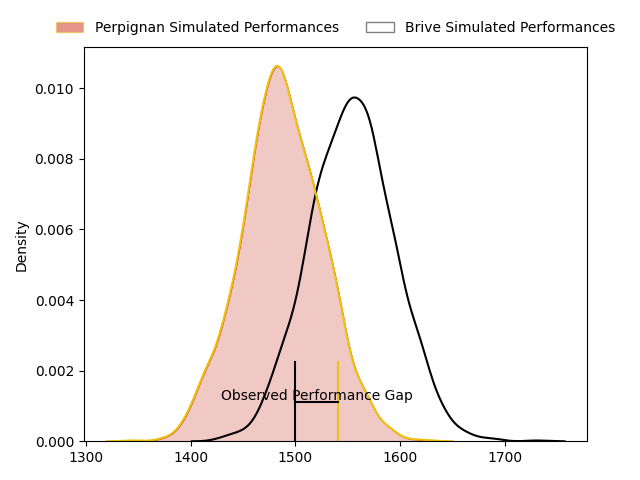 Perpignan Simulated Performances Brive Simulated Performances
0.010
0.008
0.006
0.004
0.002
0.000
Density
Observed Performance Gap
1300 1400 1500 1600 1700